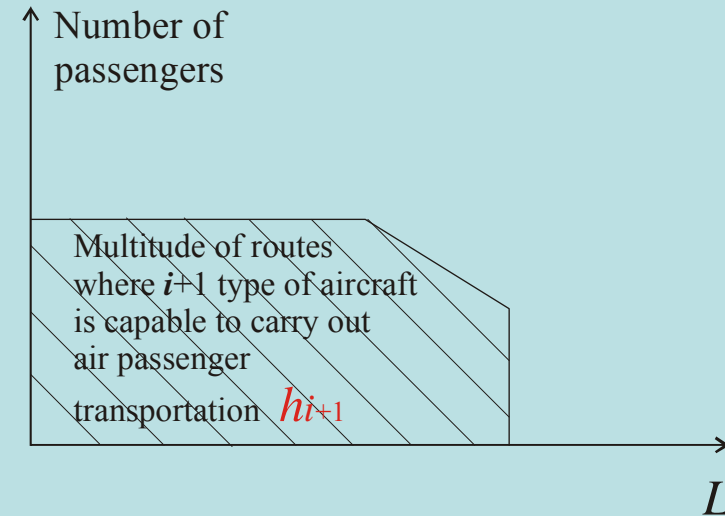 Number of
passengers
Multitude of routes
where i+1 type of aircraft
is capable to carry out
air passenger
transportation hi+1
L